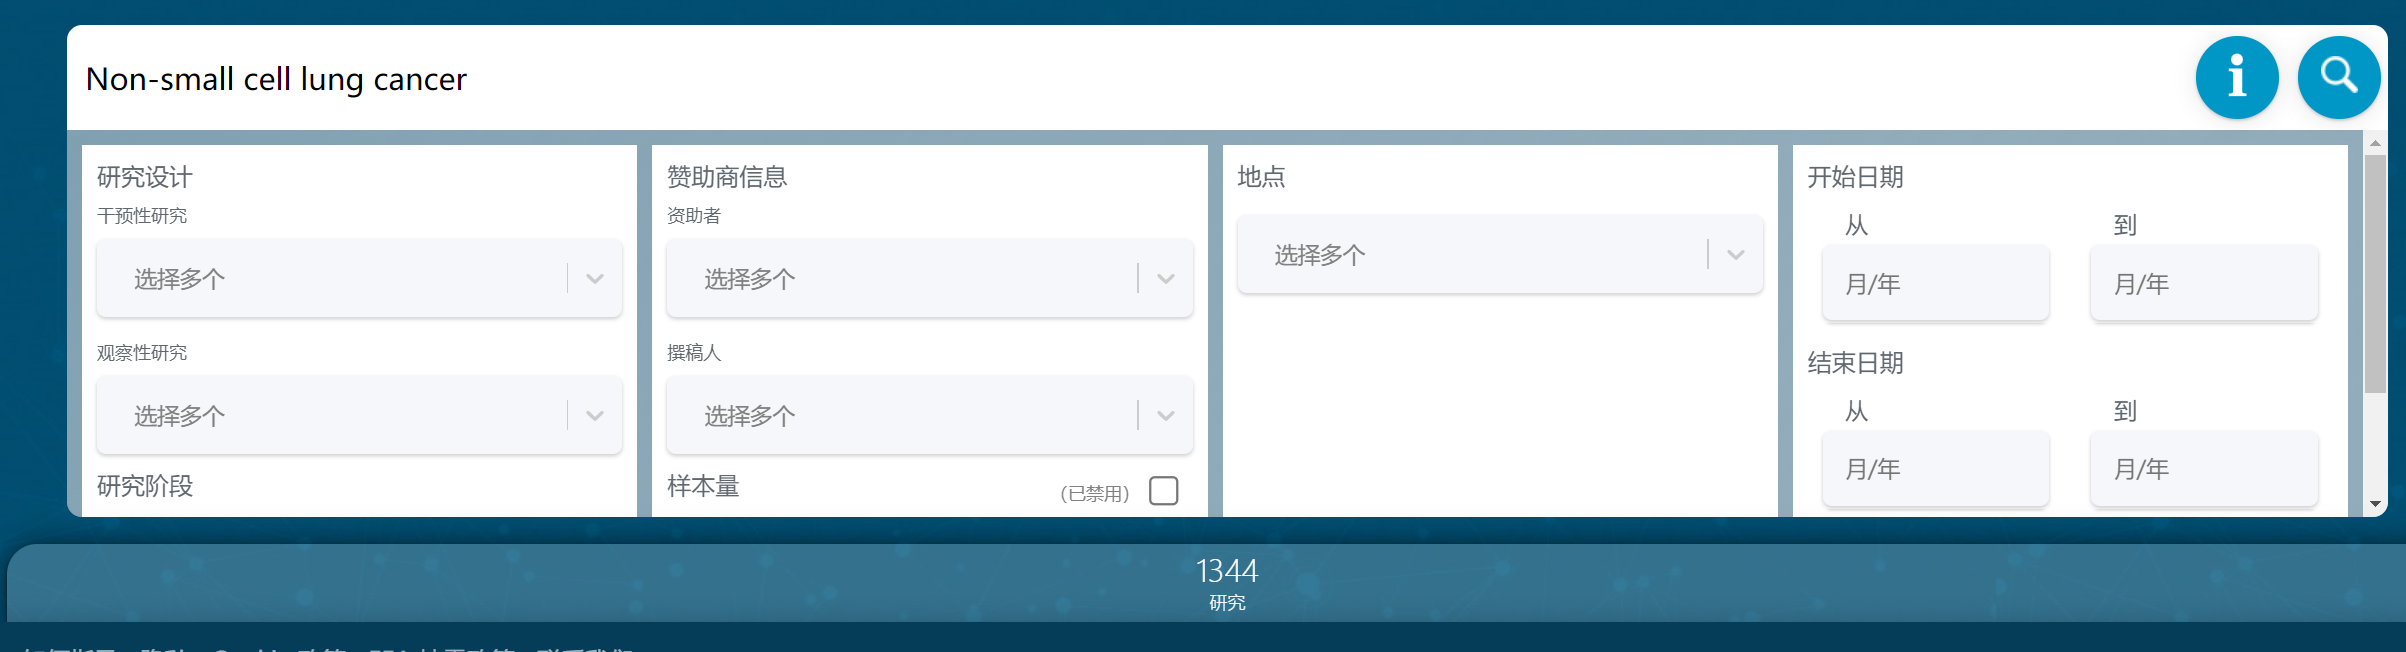 Non-small cell lung cancer
研究设计
干预性研究
选择多个
观察性研究
选择多个
研究阶段
赞助商信息
资助者
选择多个
撰稿人
选择多个
样本量 (已禁用)
地点
选择多个
开始日期
从 到
月/年 月/年
结束日期
从 到
月/年 月/年
1344
研究